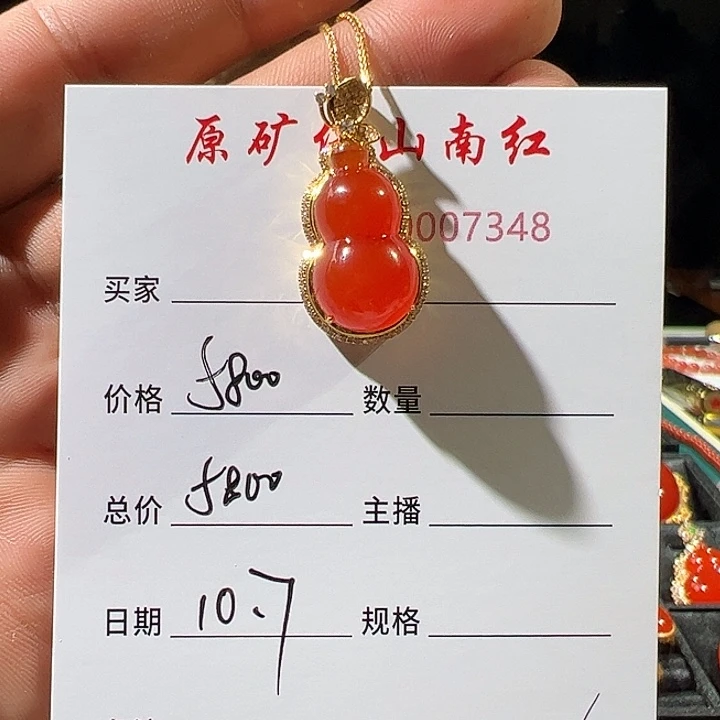 原矿 山南红
007348
买家
价格 5800 数量
总价 5800 主播
日期 10.7 规格